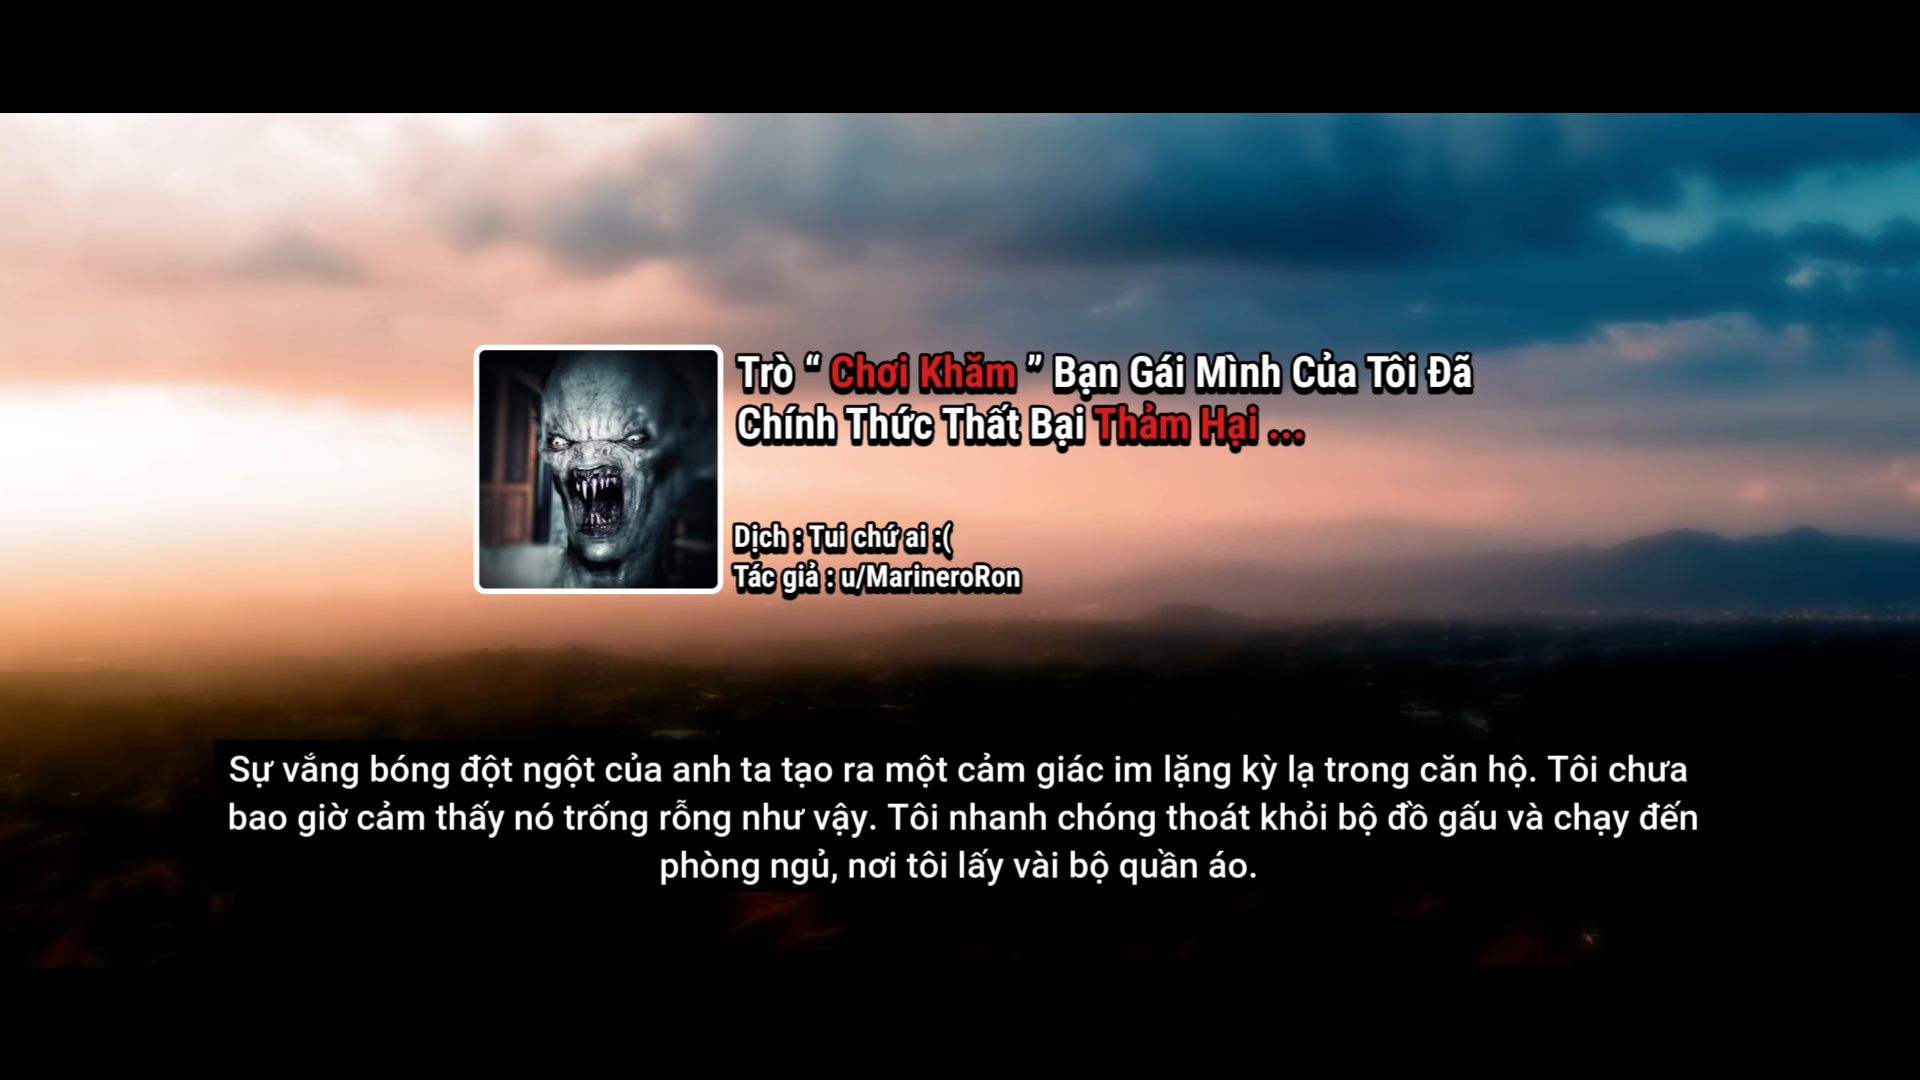 Trò “ Chơi Khăm ” Bạn Gái Mình Của Tôi Đã
Chính Thức Thất Bại Thảm Hại ...
Dịch : Tui chứ ai :(
Tác giả : u/MarineroRon
Sự vắng bóng đột ngột của anh ta tạo ra một cảm giác im lặng kỳ lạ trong căn hộ. Tôi chưa
bao giờ cảm thấy nó trống rỗng như vậy. Tôi nhanh chóng thoát khỏi bộ đồ gấu và chạy đến
phòng ngủ, nơi tôi lấy vài bộ quần áo.